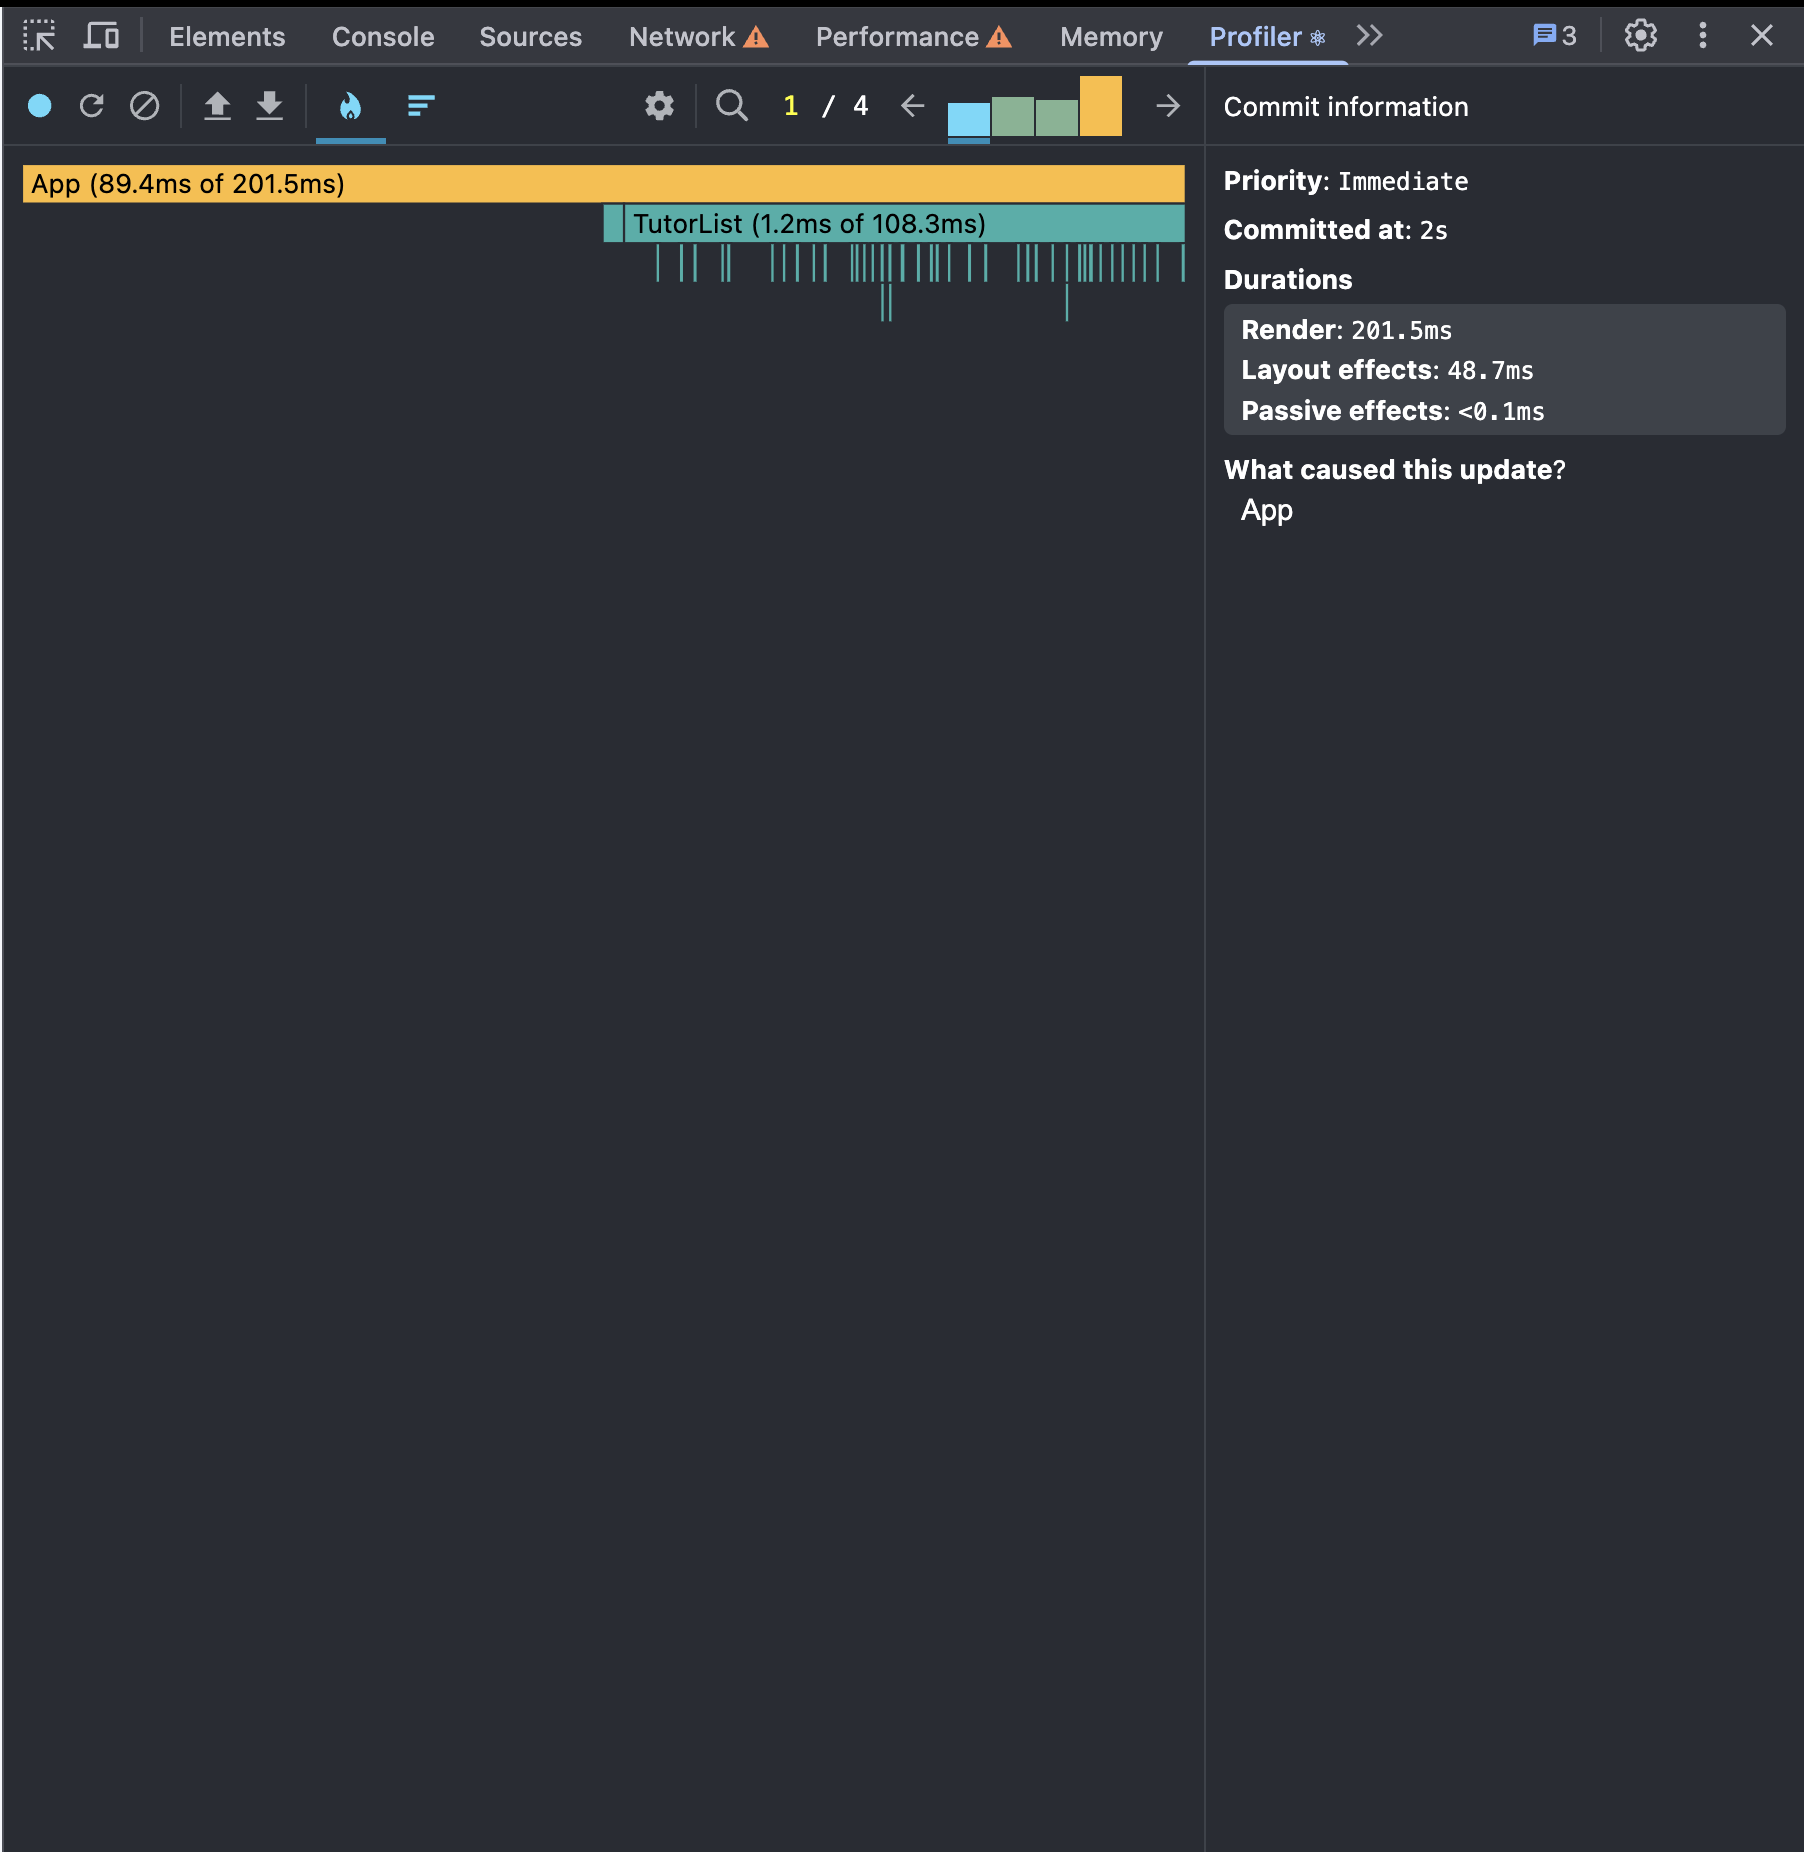 Elements Console Sources Network Performance Memory Profiler 3
1 / 4
Commit information
App (89.4ms of 201.5ms)
TutorList (1.2ms of 108.3ms)
Priority: Immediate
Committed at: 2s
Durations
Render: 201.5ms
Layout effects: 48.7ms
Passive effects: <0.1ms
What caused this update?
App